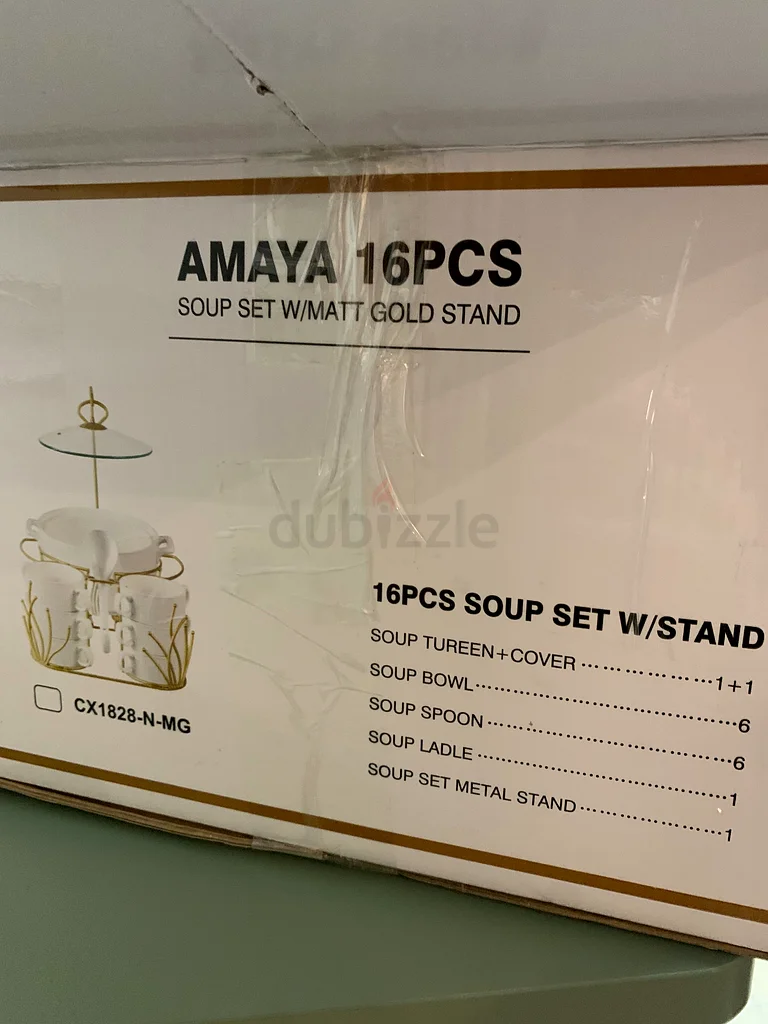 AMAYA 16PCS
SOUP SET W/MATT GOLD STAND
dubizzle
16PCS SOUP SET W/STAND
SOUP TUREEN+COVER ··················1+1
SOUP BOWL····································6
SOUP SPOON··································6
SOUP LADLE···································1
SOUP SET METAL STAND····················1
CX1828-N-MG